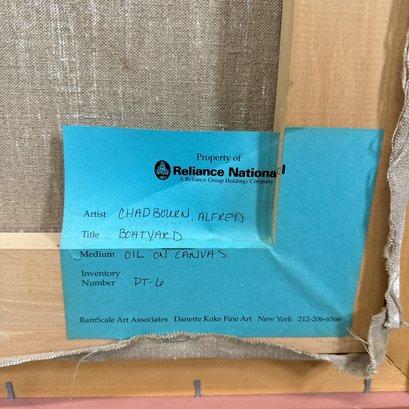 Property of
Reliance National
A Reliance Group Holdings Company
Artist CHADBOURN, ALFRED
Title BOATYARD
Medium OIL ON CANVAS
Inventory
Number DT-6
RamScale Art Associates Danette Koke Fine Art New York 212-206-6566